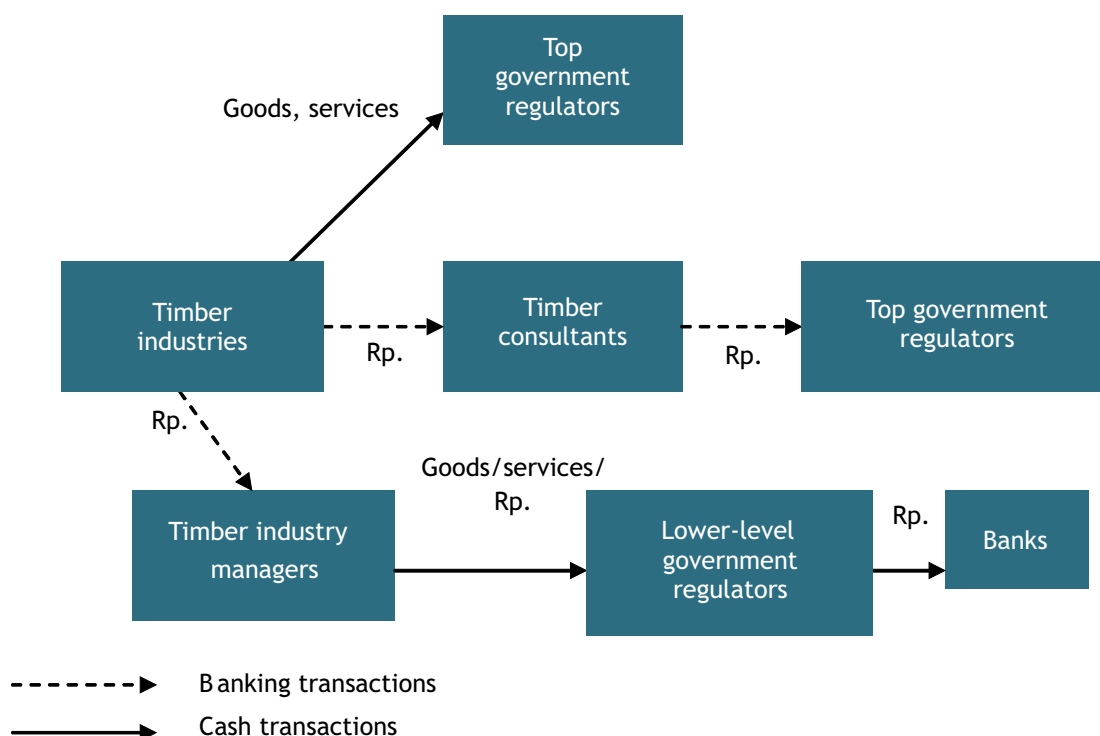 Top
government
regulators
Goods, services
Timber
industries
Rp.
Timber
consultants
Rp.
Top government
regulators
Rp.
Timber industry
managers
Goods/services/
Rp.
Lower-level
government
regulators
Rp.
Banks
Banking transactions
Cash transactions